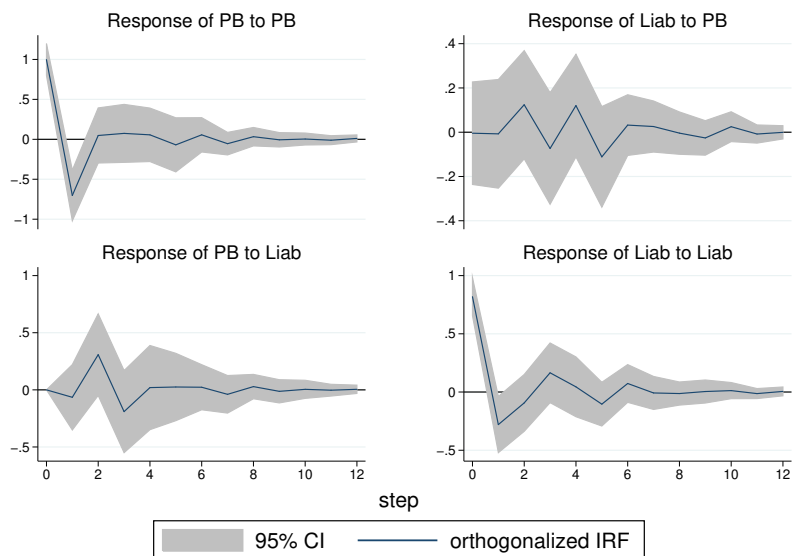 Response of PB to PB
1
.5
0
-.5
-1
Response of Liab to PB
.4
.2
0
-.2
-.4
Response of PB to Liab
1
.5
0
-.5
0 2 4 6 8 10 12
Response of Liab to Liab
1
.5
0
-.5
0 2 4 6 8 10 12
step
95% CI orthogonalized IRF